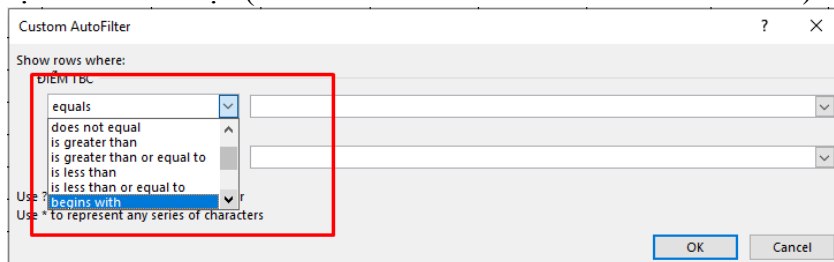 Custom AutoFilter ? X
Show rows where:
ĐIỂM TBC
equals
does not equal
is greater than
is greater than or equal to
is less than
is less than or equal to
begins with
Use ? r
Use * to represent any series of characters
OK Cancel